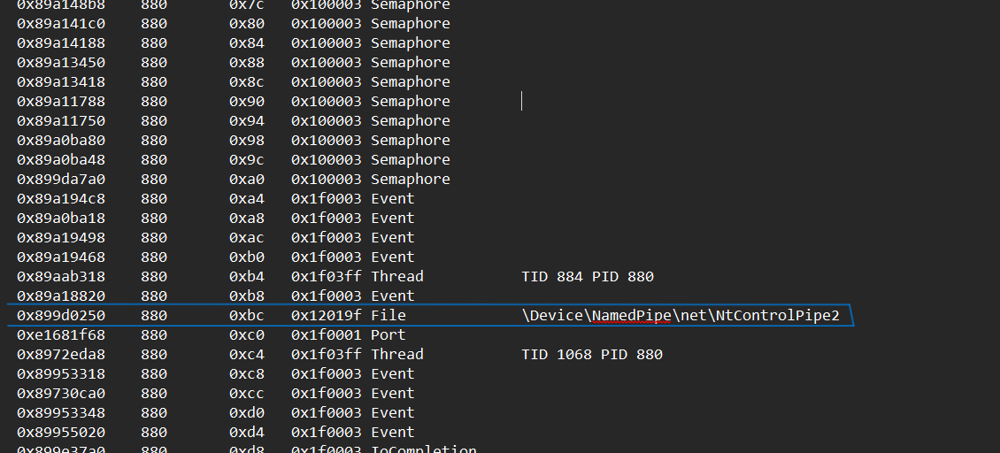 0x89a148b8 880 0x7c 0x100003 Semaphore
0x89a141c0 880 0x80 0x100003 Semaphore
0x89a14188 880 0x84 0x100003 Semaphore
0x89a13450 880 0x88 0x100003 Semaphore
0x89a13418 880 0x8c 0x100003 Semaphore
0x89a11788 880 0x90 0x100003 Semaphore
0x89a11750 880 0x94 0x100003 Semaphore
0x89a0ba80 880 0x98 0x100003 Semaphore
0x89a0ba48 880 0x9c 0x100003 Semaphore
0x899da7a0 880 0xa0 0x100003 Semaphore
0x89a194c8 880 0xa4 0x1f0003 Event
0x89a0ba18 880 0xa8 0x1f0003 Event
0x89a19498 880 0xac 0x1f0003 Event
0x89a19468 880 0xb0 0x1f0003 Event
0x89aab318 880 0xb4 0x1f03ff Thread TID 884 PID 880
0x89a18820 880 0xb8 0x1f0003 Event
0x899d0250 880 0xbc 0x12019f File \Device\NamedPipe\net\NtControlPipe2
0xe1681f68 880 0xc0 0x1f0001 Port
0x8972eda8 880 0xc4 0x1f03ff Thread TID 1068 PID 880
0x89953318 880 0xc8 0x1f0003 Event
0x89730ca0 880 0xcc 0x1f0003 Event
0x89953348 880 0xd0 0x1f0003 Event
0x89955020 880 0xd4 0x1f0003 Event
0x899e37a0 880 0xd8 0x1f0003 IoCompletion